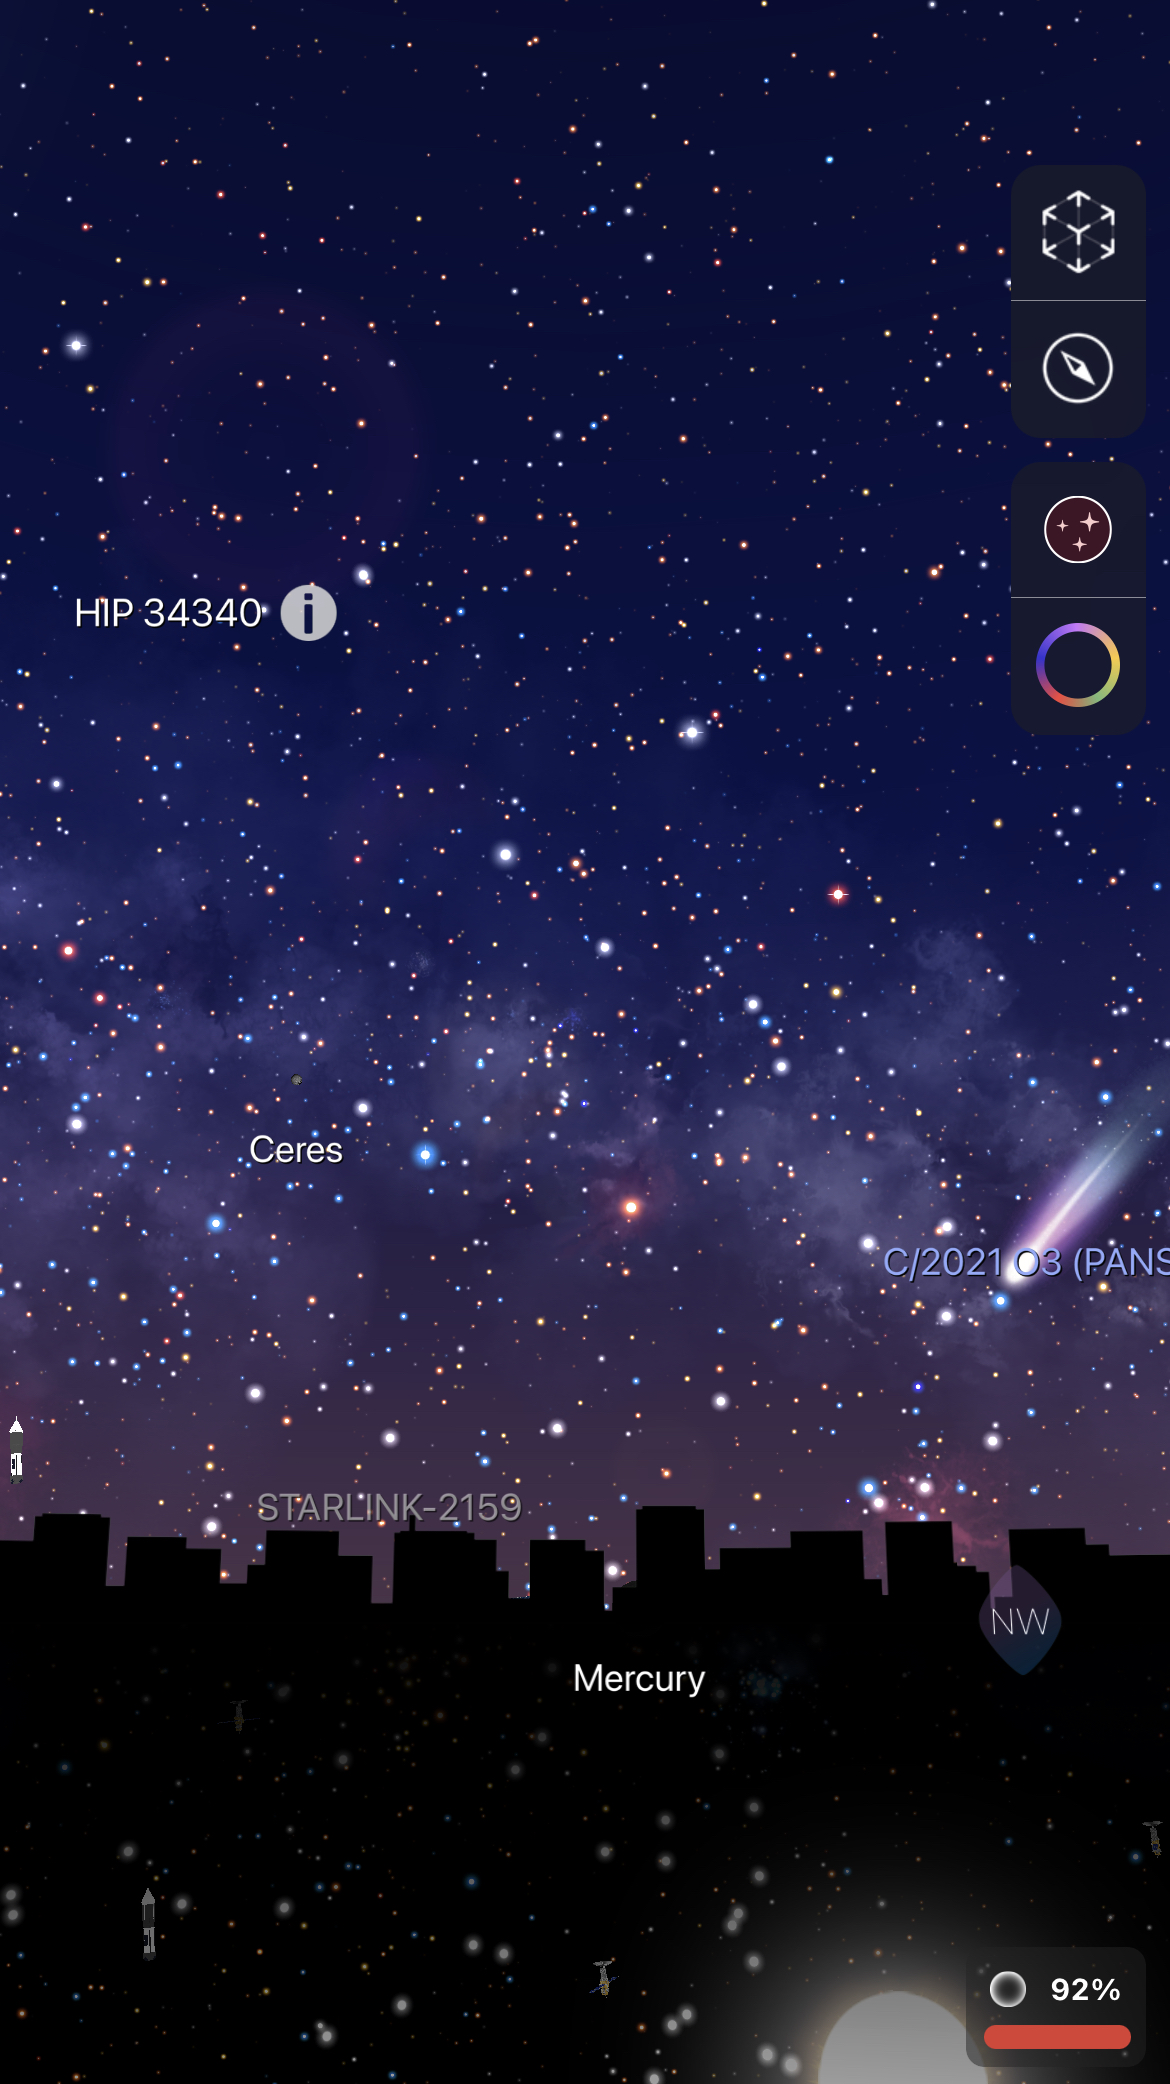 HIP 34340
Ceres
C/2021 O3 (PANS
STARLINK-2159
NW
Mercury
92%